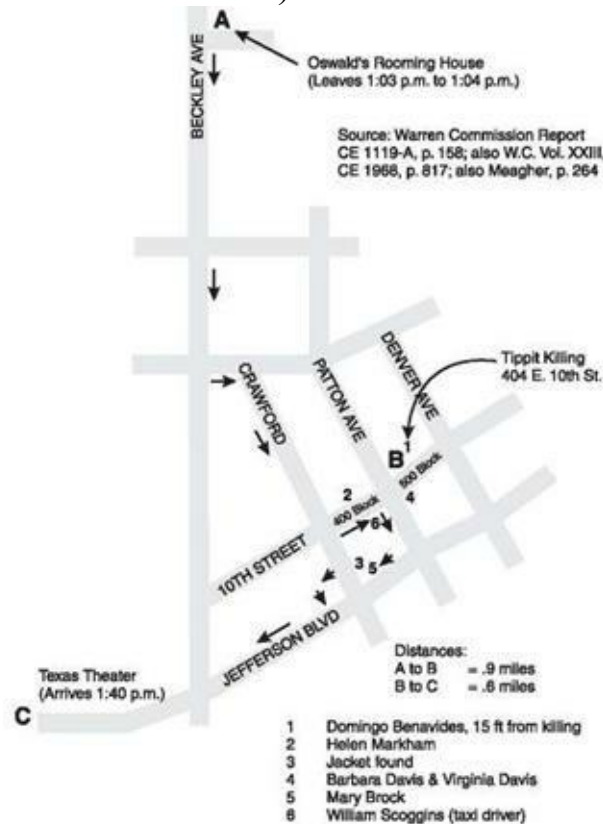 A
Oswald's Rooming House
(Leaves 1:03 p.m. to 1:04 p.m.)
BECKLEY AVE
Source: Warren Commission Report
CE 1119-A, p. 158; also W.C. Vol. XXIII,
CE 1968, p. 817; also Meagher, p. 264
CRAWFORD
PATTON AVE
DENVER AVE
Tippit Killing
404 E. 10th St.
1
B
500 Block
4
2
400 Block
6
10TH STREET
3
5
JEFFERSON BLVD
Texas Theater
(Arrives 1:40 p.m.)
C
Distances:
A to B = .9 miles
B to C = .6 miles
1 Domingo Benavides, 15 ft from killing
2 Helen Markham
3 Jacket found
4 Barbara Davis & Virginia Davis
5 Mary Brock
6 William Scoggins (taxi driver)